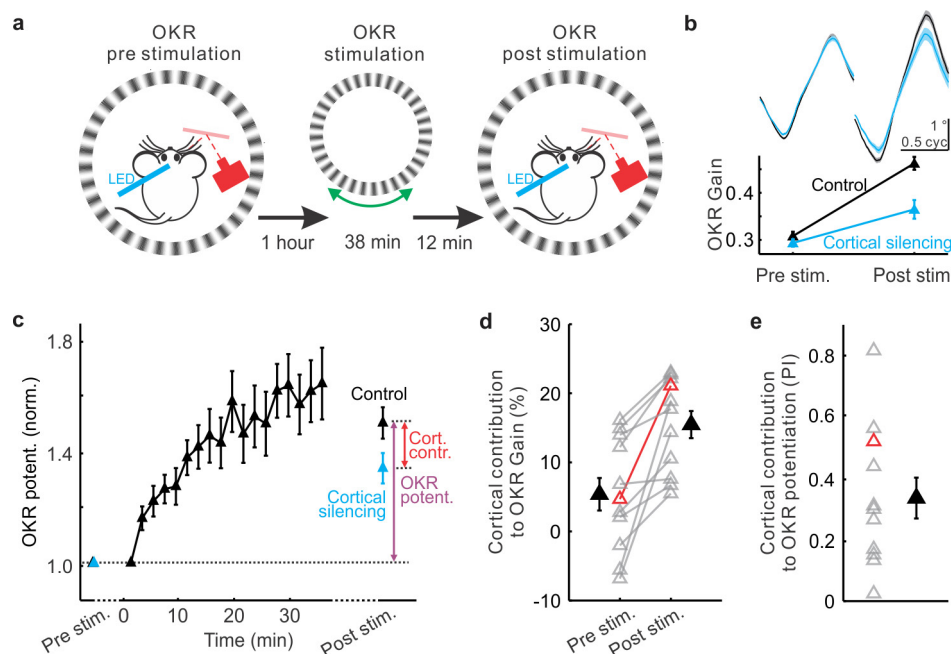 a
OKR
pre stimulation
OKR
stimulation
OKR
post stimulation
LED
LED
1 hour
38 min
12 min
b
1 °
0.5 cyc
OKR Gain
0.4
0.3
Control
Cortical silencing
Pre stim.
Post stim
c
OKR potent. (norm.)
1.8
1.4
1.0
Control
Cort.
contr.
Cortical
silencing
OKR
potent.
Pre stim.
0
10
20
30
Post stim.
Time (min)
d
Cortical contribution
to OKR Gain (%)
30
20
10
0
-10
Pre stim.
Post stim.
e
Cortical contribution
to OKR potentiation (PI)
0.8
0.6
0.4
0.2
0